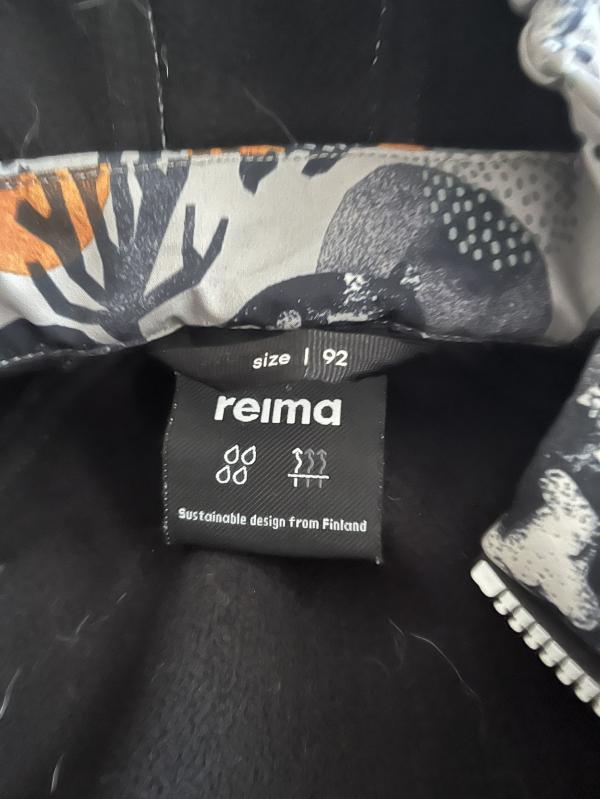 size | 92
reima
Sustainable design from Finland